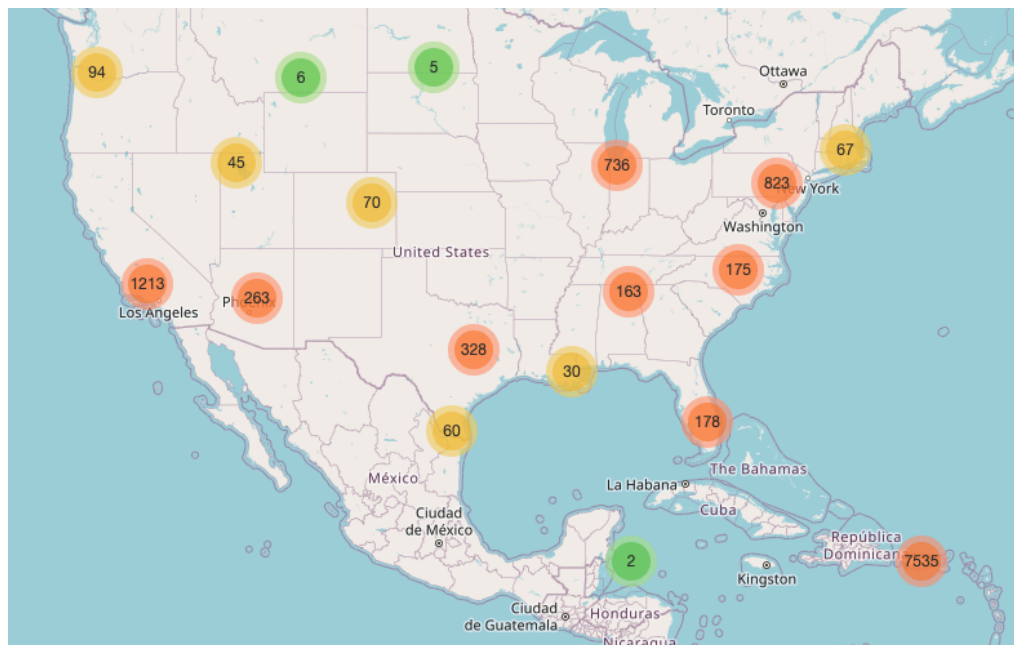 94
6
5
Ottawa
Toronto
67
45
736
823
New York
70
Washington
United States
175
1213
263
Phoenix
163
Los Angeles
328
30
60
178
The Bahamas
México
La Habana
Cuba
Ciudad
de México
República
Dominicana
7535
2
Kingston
Ciudad
de Guatemala
Honduras
Nicaragua